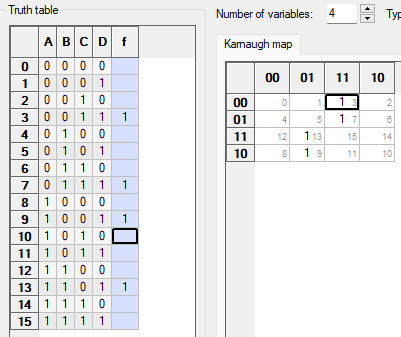 Truth table
Number of variables: 4 Typ
A B C D f
0 0 0 0 0
1 0 0 0 1
2 0 0 1 0
3 0 0 1 1 1
4 0 1 0 0
5 0 1 0 1
6 0 1 1 0
7 0 1 1 1 1
8 1 0 0 0
9 1 0 0 1 1
10 1 0 1 0
11 1 0 1 1
12 1 1 0 0
13 1 1 0 1 1
14 1 1 1 0
15 1 1 1 1
Karnaugh map
00 01 11 10
00 0 1 1 3 2
01 4 5 1 7 6
11 12 1 13 15 14
10 8 1 9 11 10